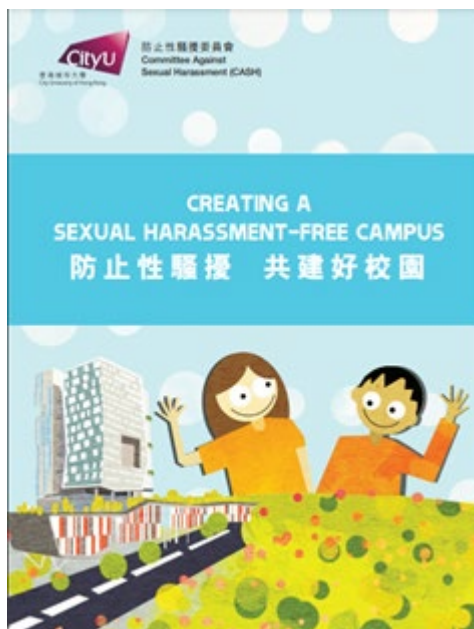 CityU
香港城市大學
City University of Hong Kong
防止性騷擾委員會
Committee Against
Sexual Harassment (CASH)
CREATING A
SEXUAL HARASSMENT-FREE CAMPUS
防止性騷擾 共建好校園